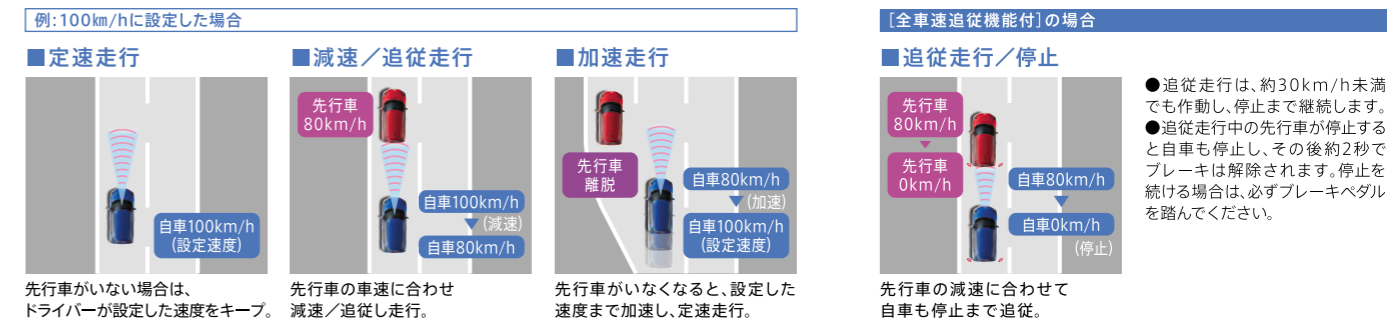 例:100㎞/hに設定した場合
■定速走行
自車100km/h
(設定速度)
先行車がいない場合は、
ドライバーが設定した速度をキープ。
■減速／追従走行
先行車
80km/h
自車100km/h
(減速)
自車80km/h
先行車の車速に合わせ
減速／追従し走行。
■加速走行
先行車
離脱
自車80km/h
(加速)
自車100km/h
(設定速度)
先行車がいなくなると、設定した
速度まで加速し、定速走行。
[全車速追従機能付]の場合
■追従走行／停止
先行車
80km/h
先行車
0km/h
自車80km/h
自車0km/h
(停止)
先行車の減速に合わせて
自車も停止まで追従。
●追従走行は、約30km/h未満
でも作動し、停止まで継続します。
●追従走行中の先行車が停止する
と自車も停止し、その後約2秒で
ブレーキは解除されます。停止を
続ける場合は、必ずブレーキペダル
を踏んでください。